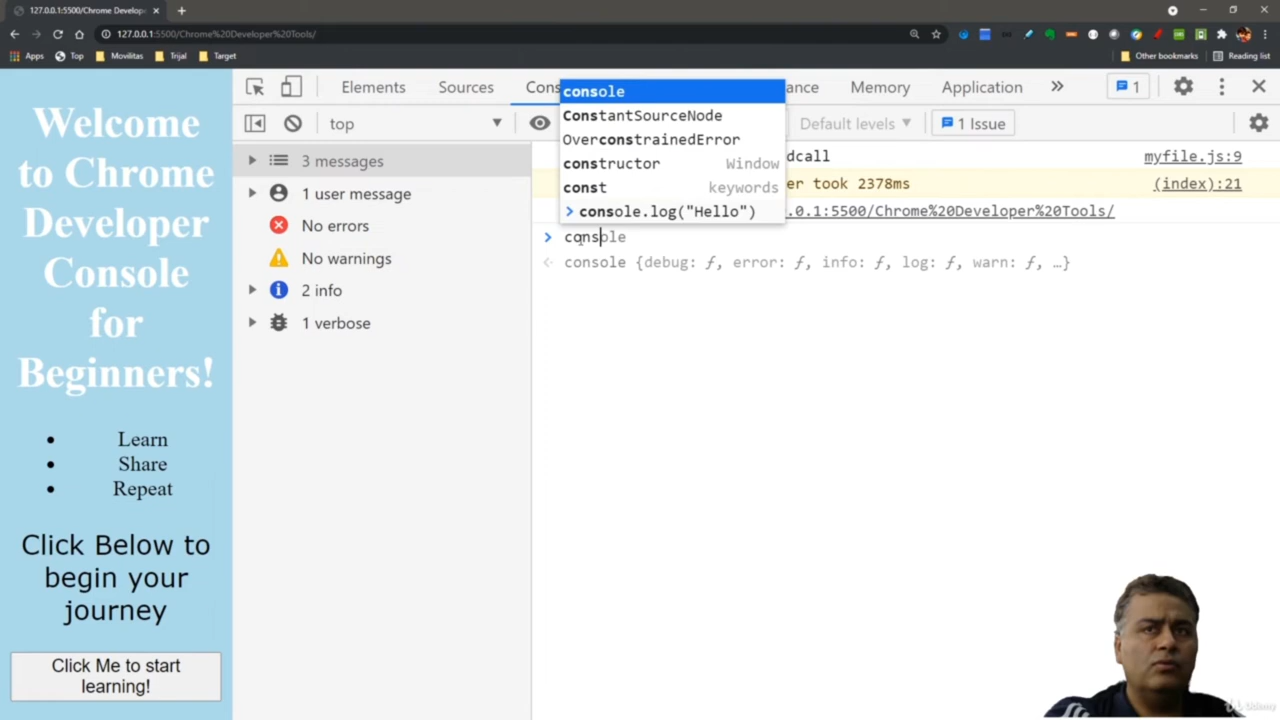 127.0.0.1:5500/Chrome Develop
127.0.0.1:5500/Chrome%20Developer%20Tools/
Apps Top Movilitas Trijal Target Other bookmarks Reading list
Welcome
to Chrome
Developer
Console
for
Beginners!
Learn
Share
Repeat
Click Below to
begin your
journey
Click Me to start
learning!
Elements Sources Cons ance Memory Application » 1
top Default levels ▼ 1 Issue
3 messages
1 user message
No errors
No warnings
2 info
1 verbose
console
ConstantSourceNode
OverconstrainedError
constructor Window
const keywords
> console.log("Hello")
dcall myfile.js:9
er took 2378ms (index):21
.0.1:5500/Chrome%20Developer%20Tools/
> console
console {debug: ƒ, error: ƒ, info: ƒ, log: ƒ, warn: ƒ, …}
Udemy